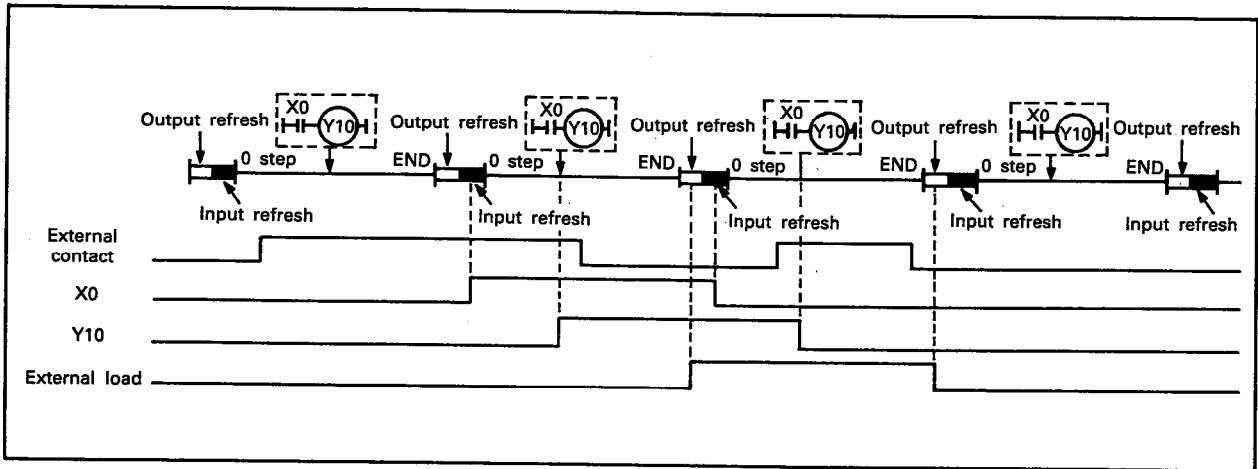 X0 X0 X0 X0
Output refresh Y10 Output refresh Y10 Output refresh Y10 Output refresh Y10 Output refresh
0 step END 0 step END 0 step END 0 step END
Input refresh Input refresh Input refresh Input refresh Input refresh
External
contact
X0
Y10
External load